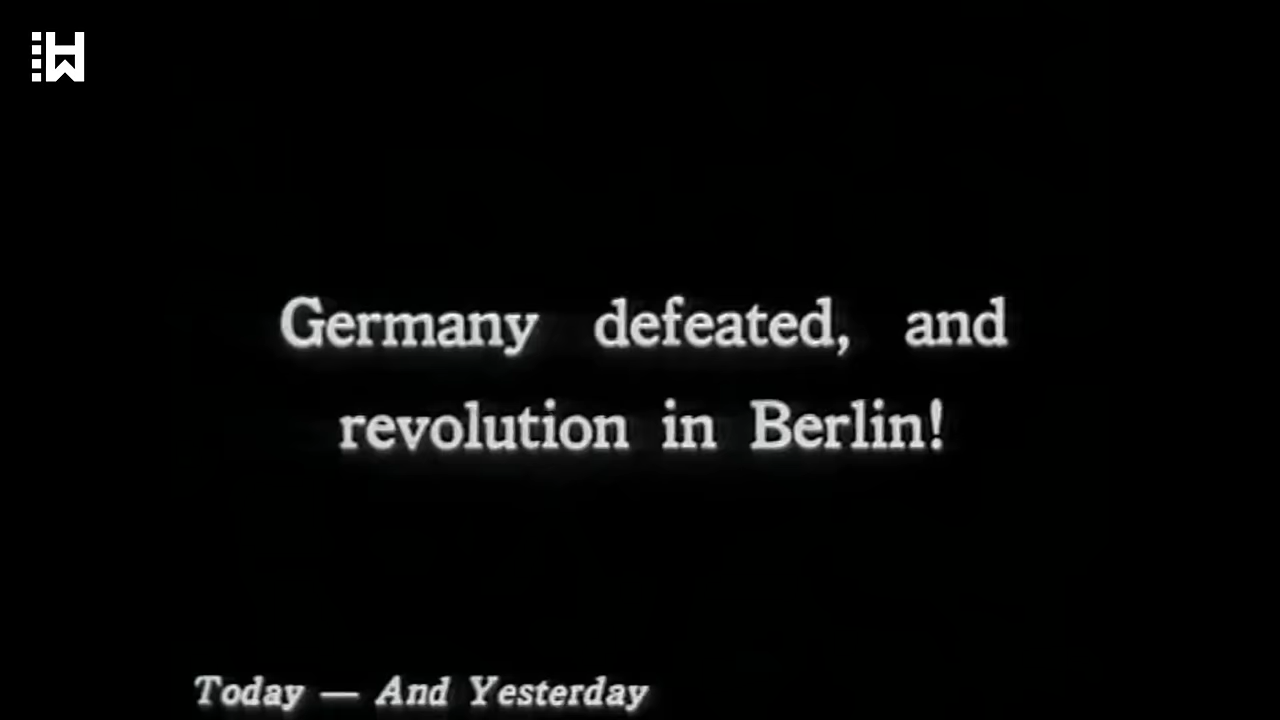 Germany defeated, and
revolution in Berlin!
Today — And Yesterday